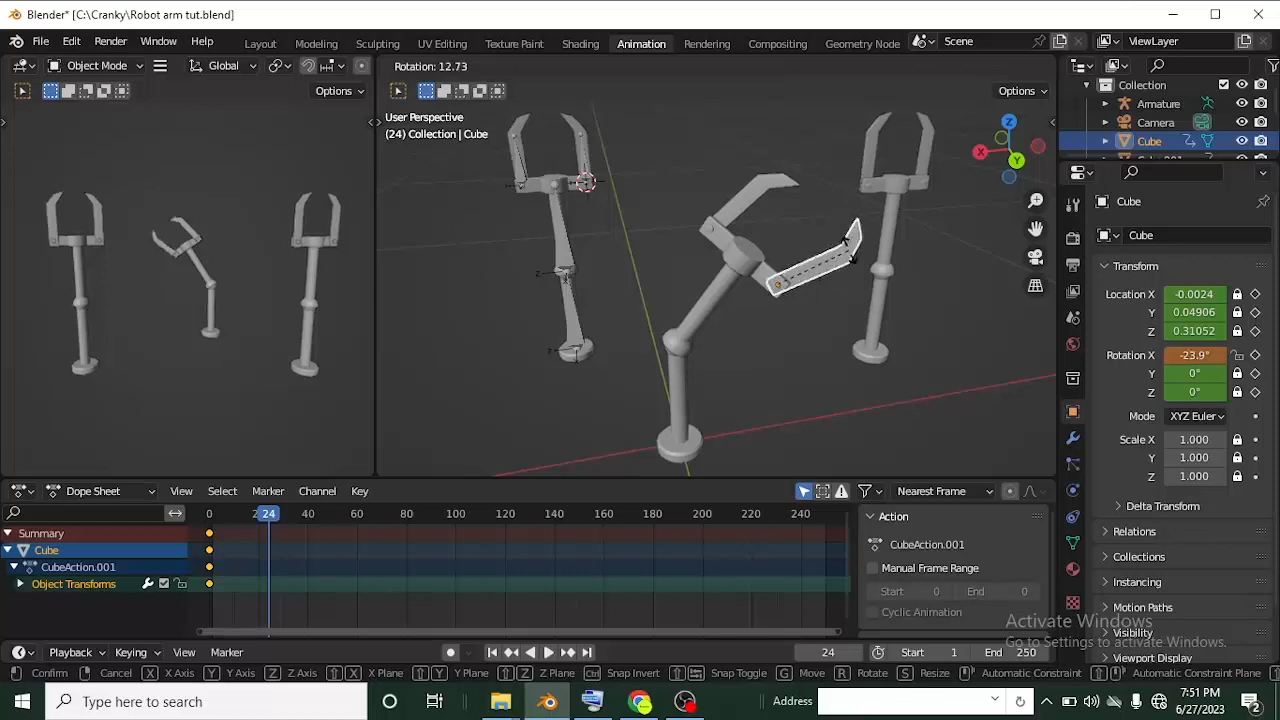 Blender* [C:\Cranky\Robot arm tut.blend]
File Edit Render Window Help Layout Modeling Sculpting UV Editing Texture Paint Shading Animation Rendering Compositing Geometry Node Scene ViewLayer
Object Mode Global Rotation: 12.73
Options Options
User Perspective
(24) Collection | Cube
Z
X
Y
z
z
Collection
Armature
Camera
Cube
Cube
Cube
Transform
Location X -0.0024
Y 0.04906
Z 0.31052
Rotation X -23.9°
Y 0°
Z 0°
Mode XYZ Euler
Scale X 1.000
Y 1.000
Z 1.000
Delta Transform
Relations
Collections
Instancing
Motion Paths
Visibility
Viewport Display
Dope Sheet View Select Marker Channel Key Nearest Frame
0 24 40 60 80 100 120 140 160 180 200 220 240
Summary
Cube
CubeAction.001
Object Transforms
Action
CubeAction.001
Manual Frame Range
Start 0 End 0
Cyclic Animation
Activate Windows
Go to Settings to activate Windows.
Playback Keying View Marker 24 Start 1 End 250
Confirm Cancel X X Axis Y Y Axis Z Z Axis X X Plane Y Y Plane Z Z Plane Ctrl Snap Invert Snap Toggle G Move R Rotate S Resize Automatic Constraint Automatic Constraint Plane
Type here to search Address 7:51 PM
6/27/2023
2